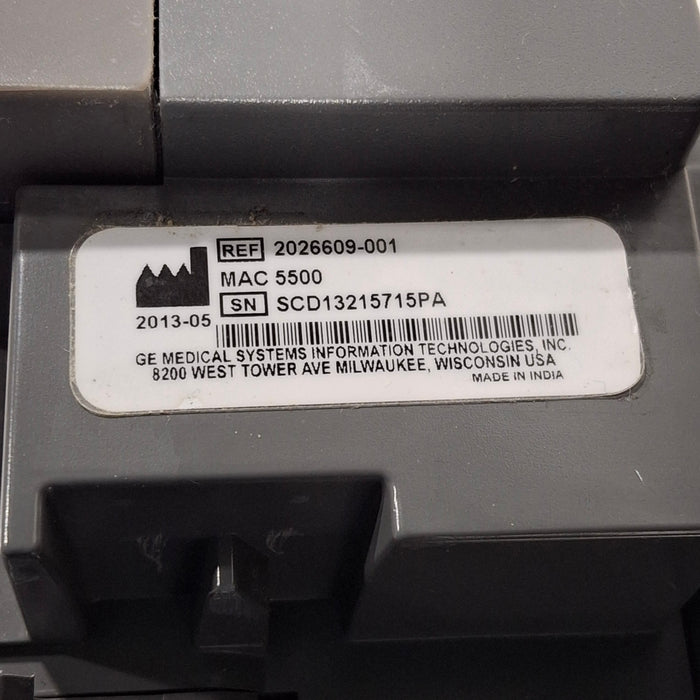 REF 2026609-001
MAC 5500
SN SCD13215715PA
2013-05
GE MEDICAL SYSTEMS INFORMATION TECHNOLOGIES, INC.
8200 WEST TOWER AVE MILWAUKEE, WISCONSIN USA
MADE IN INDIA